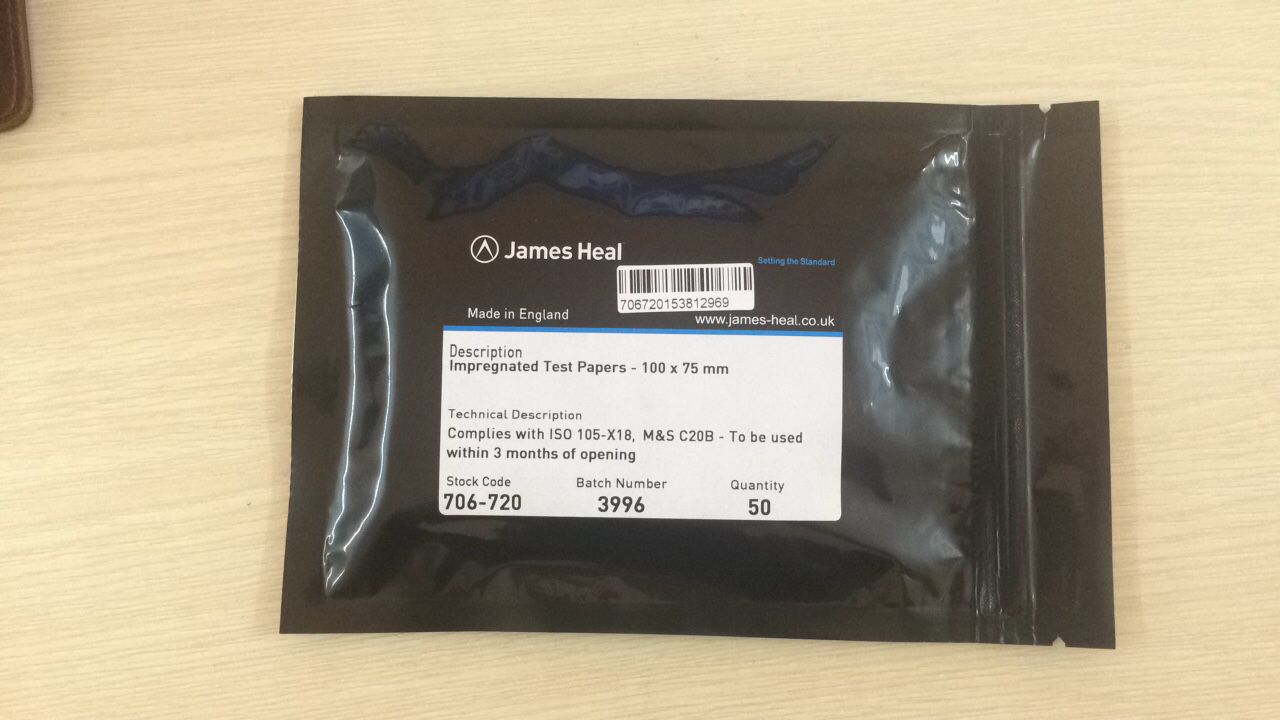 James Heal
Setting the Standard
706720153812969
Made in England
www.james-heal.co.uk
Description
Impregnated Test Papers - 100 x 75 mm
Technical Description
Complies with ISO 105-X18, M&S C20B - To be used
within 3 months of opening
Stock Code Batch Number Quantity
706-720 3996 50